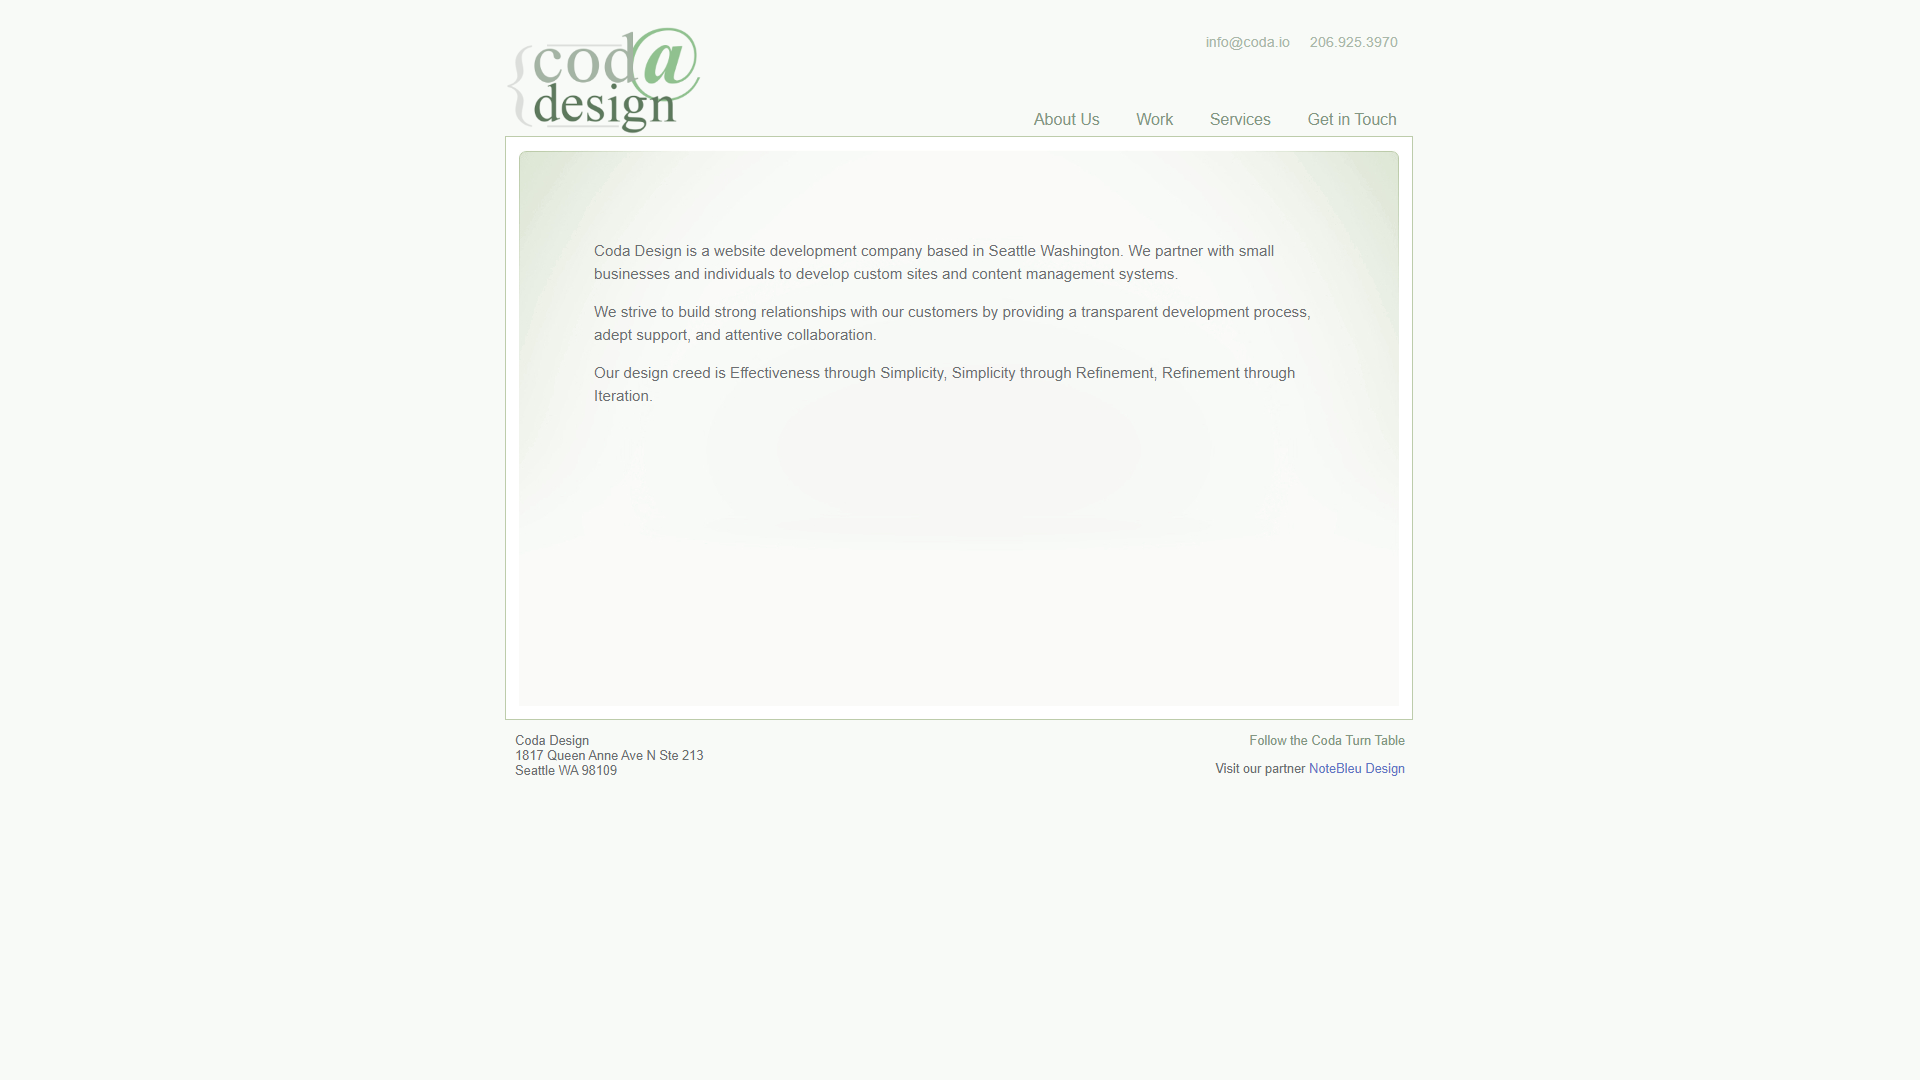 {cod@
design
info@coda.io 206.925.3970
About Us Work Services Get in Touch
Coda Design is a website development company based in Seattle Washington. We partner with small
businesses and individuals to develop custom sites and content management systems.
We strive to build strong relationships with our customers by providing a transparent development process,
adept support, and attentive collaboration.
Our design creed is Effectiveness through Simplicity, Simplicity through Refinement, Refinement through
Iteration.
Coda Design
1817 Queen Anne Ave N Ste 213
Seattle WA 98109
Follow the Coda Turn Table
Visit our partner NoteBleu Design